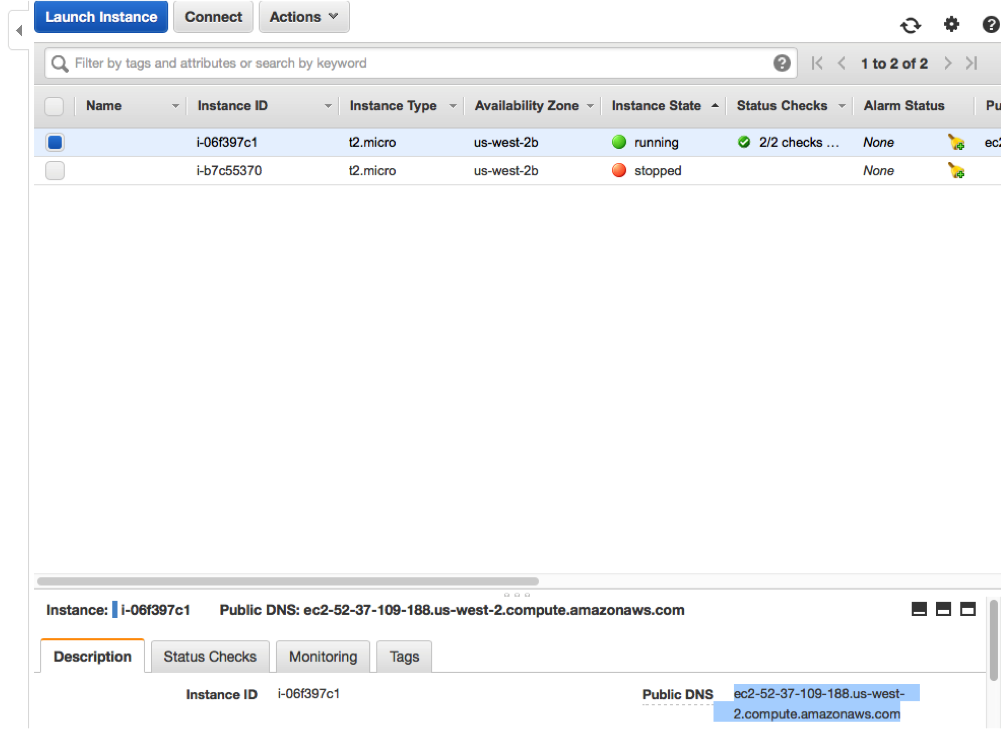 Launch Instance Connect Actions
Filter by tags and attributes or search by keyword 1 to 2 of 2
Name Instance ID Instance Type Availability Zone Instance State Status Checks Alarm Status Pu
i-06f397c1 t2.micro us-west-2b running 2/2 checks ... None ec2
i-b7c55370 t2.micro us-west-2b stopped None
Instance: i-06f397c1 Public DNS: ec2-52-37-109-188.us-west-2.compute.amazonaws.com
Description Status Checks Monitoring Tags
Instance ID i-06f397c1 Public DNS ec2-52-37-109-188.us-west-
2.compute.amazonaws.com